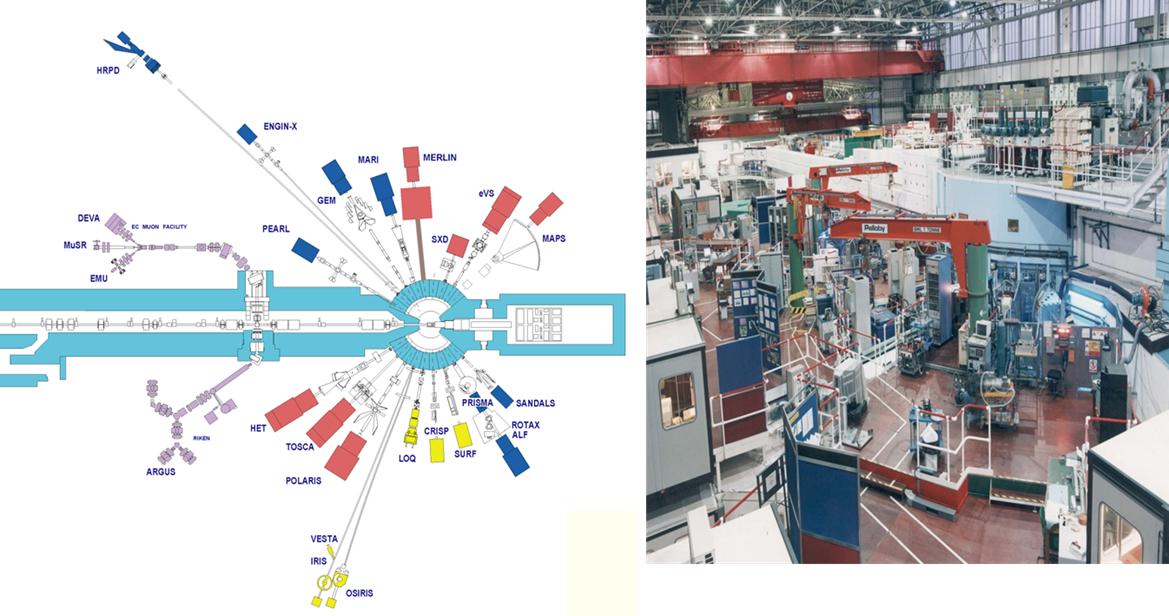 HRPD
ENGIN-X
MARI
MERLIN
GEM
eVS
DEVA
EC MUON FACILITY
PEARL
SXD
MAPS
MuSR
EMU
HET
TOSCA
POLARIS
RIKEN
ARGUS
LOQ
CRISP
SURF
PRISMA
SANDALS
ROTAX
ALF
VESTA
IRIS
OSIRIS
Pelloby